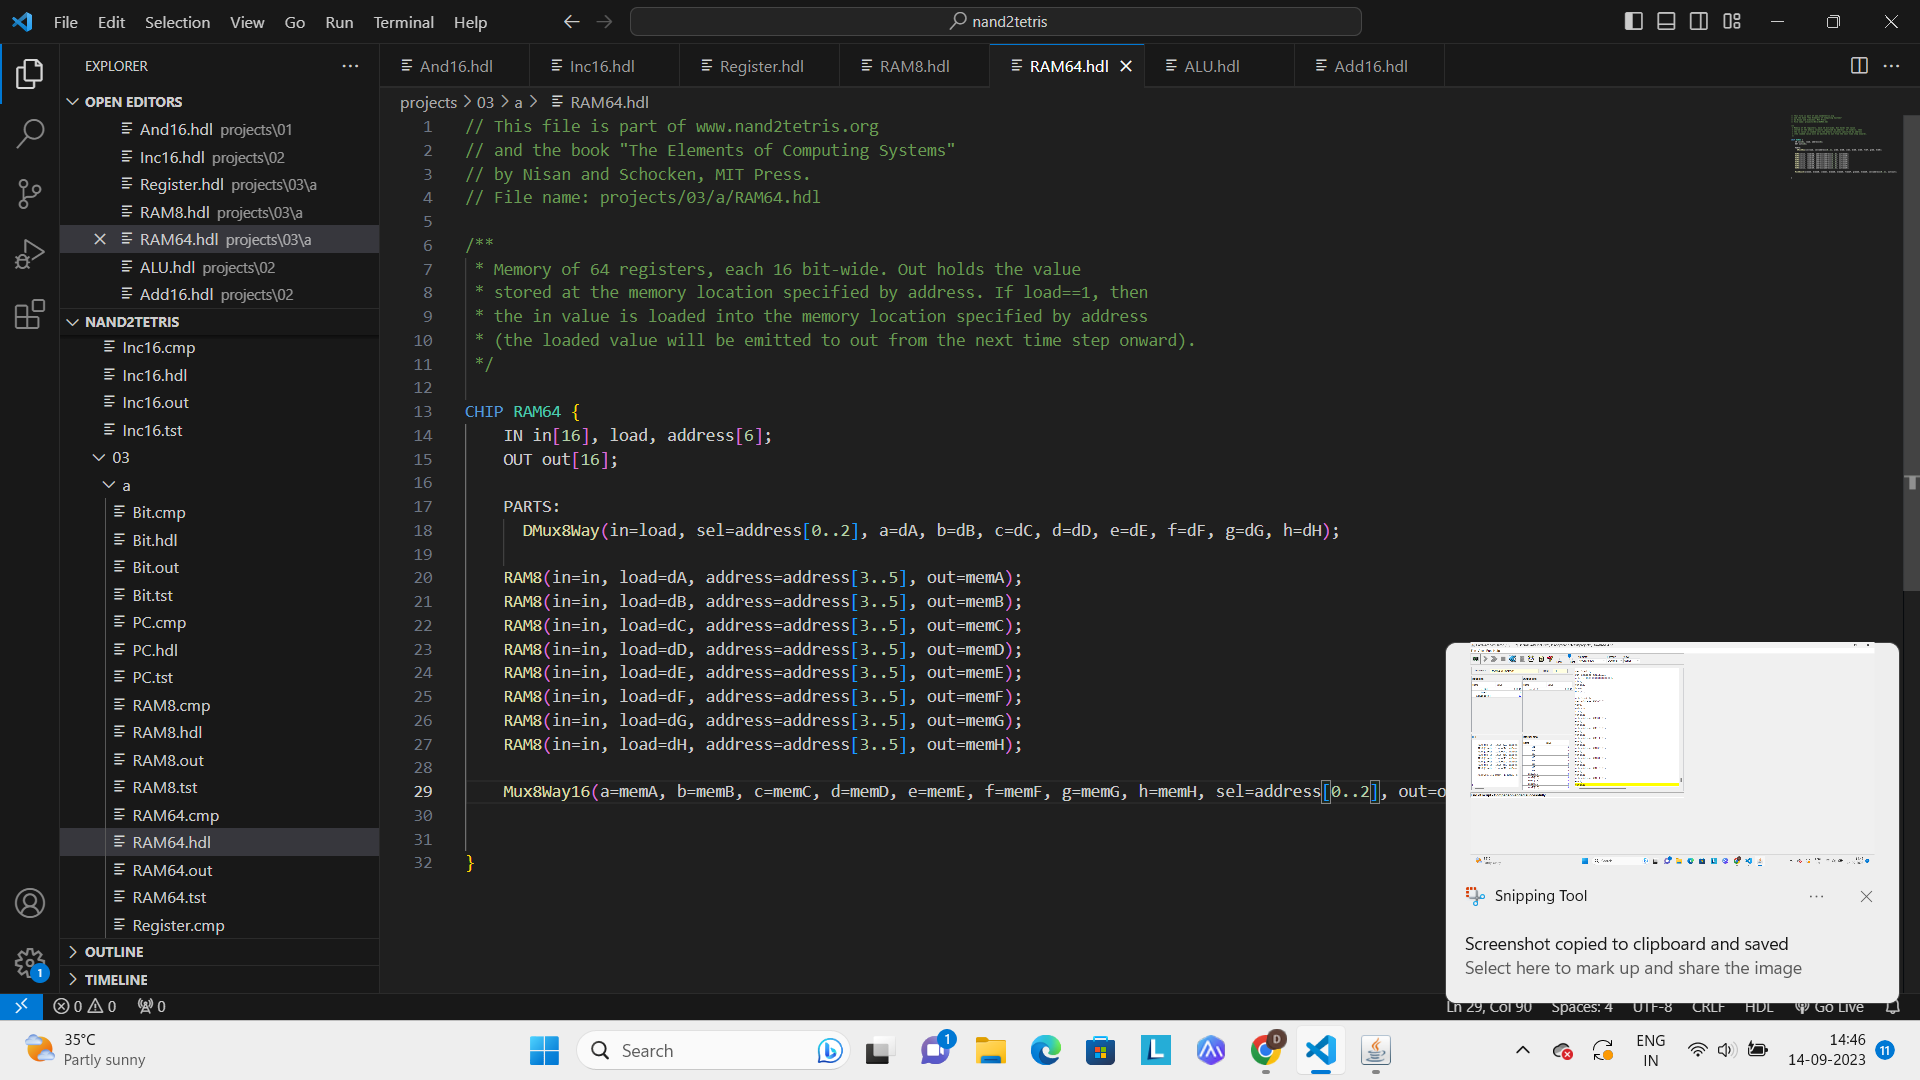 File Edit Selection View Go Run Terminal Help
nand2tetris
EXPLORER
OPEN EDITORS
And16.hdl projects\01
Inc16.hdl projects\02
Register.hdl projects\03\a
RAM8.hdl projects\03\a
RAM64.hdl projects\03\a
ALU.hdl projects\02
Add16.hdl projects\02
NAND2TETRIS
Inc16.cmp
Inc16.hdl
Inc16.out
Inc16.tst
03
a
Bit.cmp
Bit.hdl
Bit.out
Bit.tst
PC.cmp
PC.hdl
PC.tst
RAM8.cmp
RAM8.hdl
RAM8.out
RAM8.tst
RAM64.cmp
RAM64.hdl
RAM64.out
RAM64.tst
Register.cmp
OUTLINE
TIMELINE
And16.hdl Inc16.hdl Register.hdl RAM8.hdl RAM64.hdl ALU.hdl Add16.hdl
projects > 03 > a > RAM64.hdl
1 // This file is part of www.nand2tetris.org
2 // and the book "The Elements of Computing Systems"
3 // by Nisan and Schocken, MIT Press.
4 // File name: projects/03/a/RAM64.hdl
5
6 /**
7 * Memory of 64 registers, each 16 bit-wide. Out holds the value
8 * stored at the memory location specified by address. If load==1, then
9 * the in value is loaded into the memory location specified by address
10 * (the loaded value will be emitted to out from the next time step onward).
11 */
12
13 CHIP RAM64 {
14 IN in[16], load, address[6];
15 OUT out[16];
16
17 PARTS:
18 DMux8Way(in=load, sel=address[0..2], a=dA, b=dB, c=dC, d=dD, e=dE, f=dF, g=dG, h=dH);
19
20 RAM8(in=in, load=dA, address=address[3..5], out=memA);
21 RAM8(in=in, load=dB, address=address[3..5], out=memB);
22 RAM8(in=in, load=dC, address=address[3..5], out=memC);
23 RAM8(in=in, load=dD, address=address[3..5], out=memD);
24 RAM8(in=in, load=dE, address=address[3..5], out=memE);
25 RAM8(in=in, load=dF, address=address[3..5], out=memF);
26 RAM8(in=in, load=dG, address=address[3..5], out=memG);
27 RAM8(in=in, load=dH, address=address[3..5], out=memH);
28
29 Mux8Way16(a=memA, b=memB, c=memC, d=memD, e=memE, f=memF, g=memG, h=memH, sel=address[0..2], out=o
30
31
32 }
Snipping Tool
Screenshot copied to clipboard and saved
Select here to mark up and share the image
1
0 0 0
Ln 29, Col 90 Spaces: 4 UTF-8 CRLF HDL Go Live
35°C
Partly sunny
Search
1
D
ENG
IN
14:46
14-09-2023
11